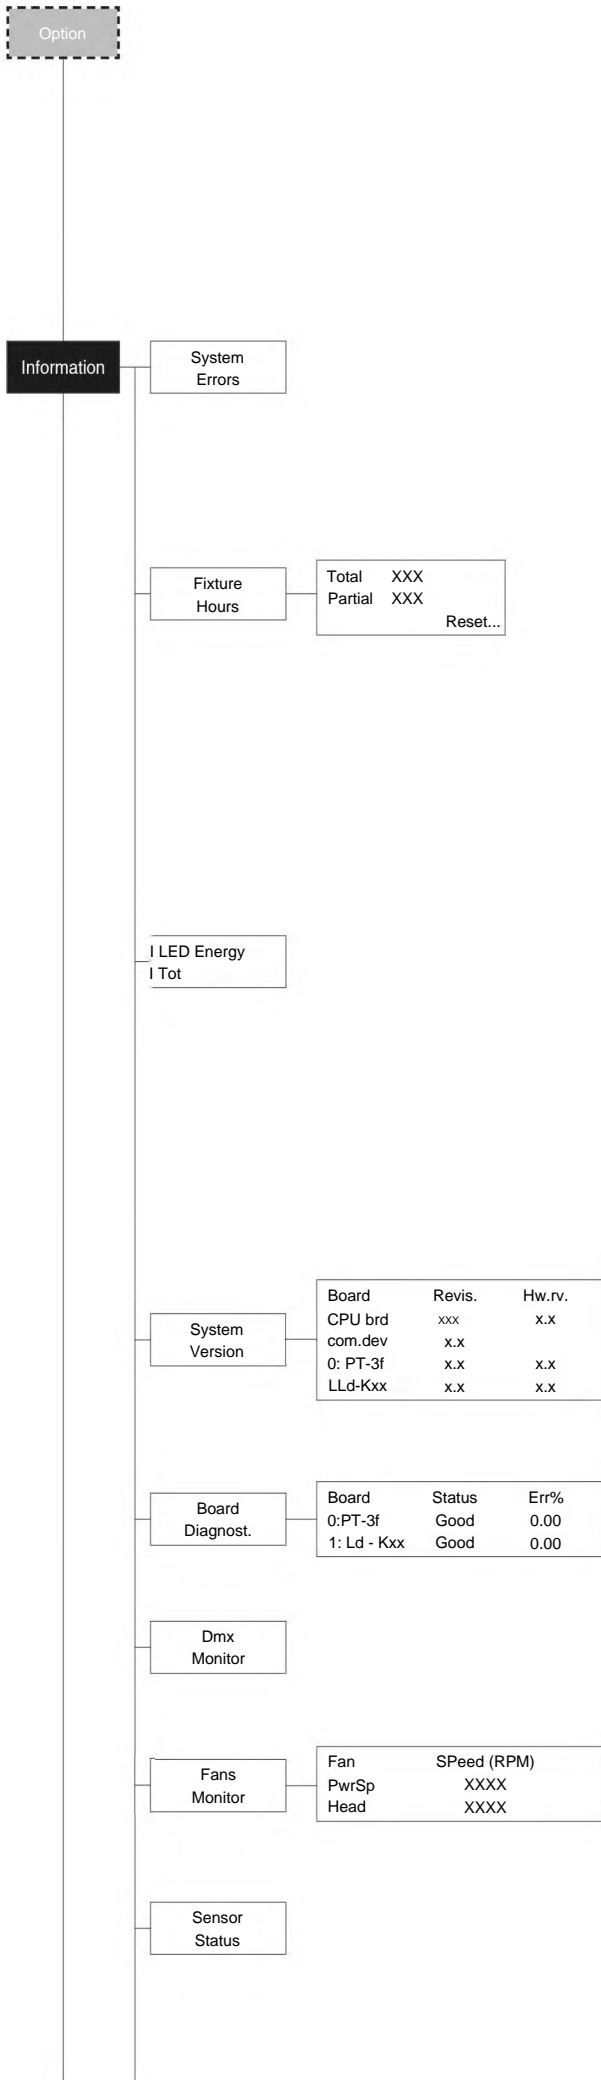 Option
Information
System
Errors
Fixture
Hours
Total XXX
Partial XXX
Reset...
I LED Energy
I Tot
System
Version
Board Revis. Hw.rv.
CPU brd xxx x.x
com.dev x.x
0: PT-3f x.x x.x
LLd-Kxx x.x x.x
Board
Diagnost.
Board Status Err%
0:PT-3f Good 0.00
1: Ld - Kxx Good 0.00
Dmx
Monitor
Fans
Monitor
Fan SPeed (RPM)
PwrSp XXXX
Head XXXX
Sensor
Status